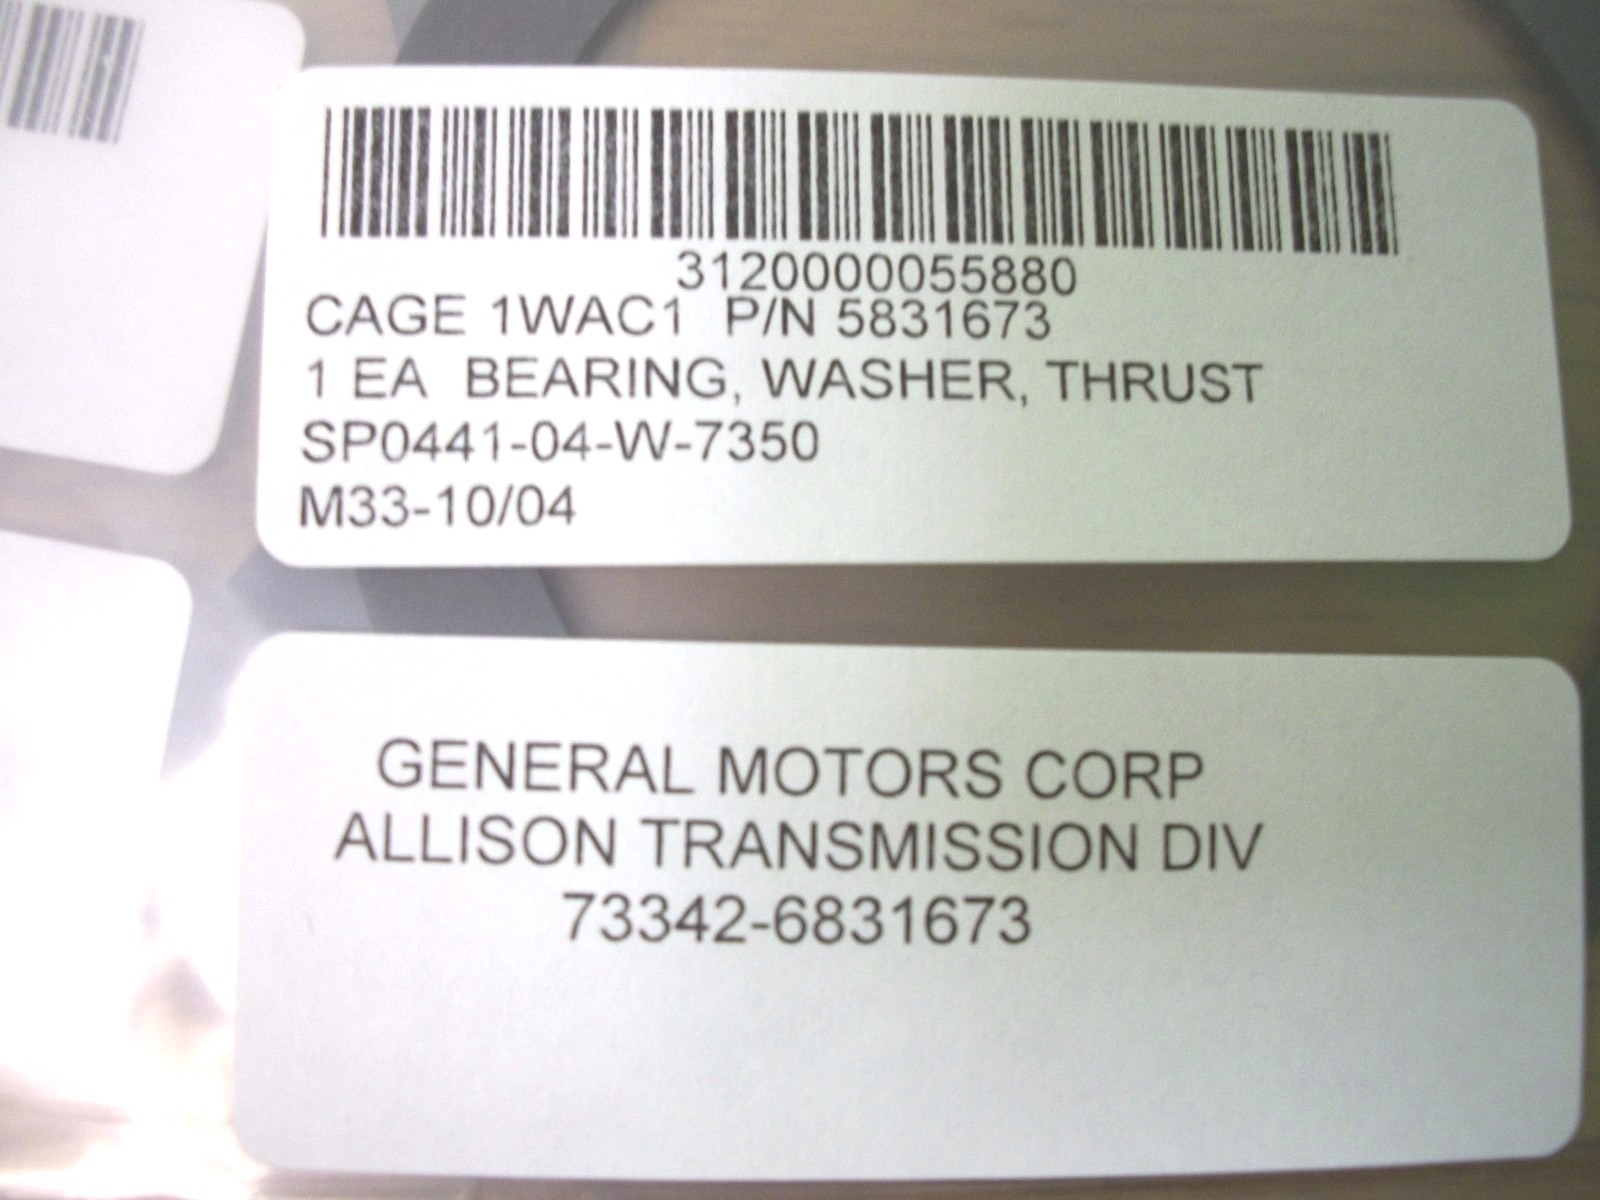 3120000055880
CAGE 1WAC1 P/N 5831673
1 EA BEARING, WASHER, THRUST
SP0441-04-W-7350
M33-10/04
GENERAL MOTORS CORP
ALLISON TRANSMISSION DIV
73342-6831673